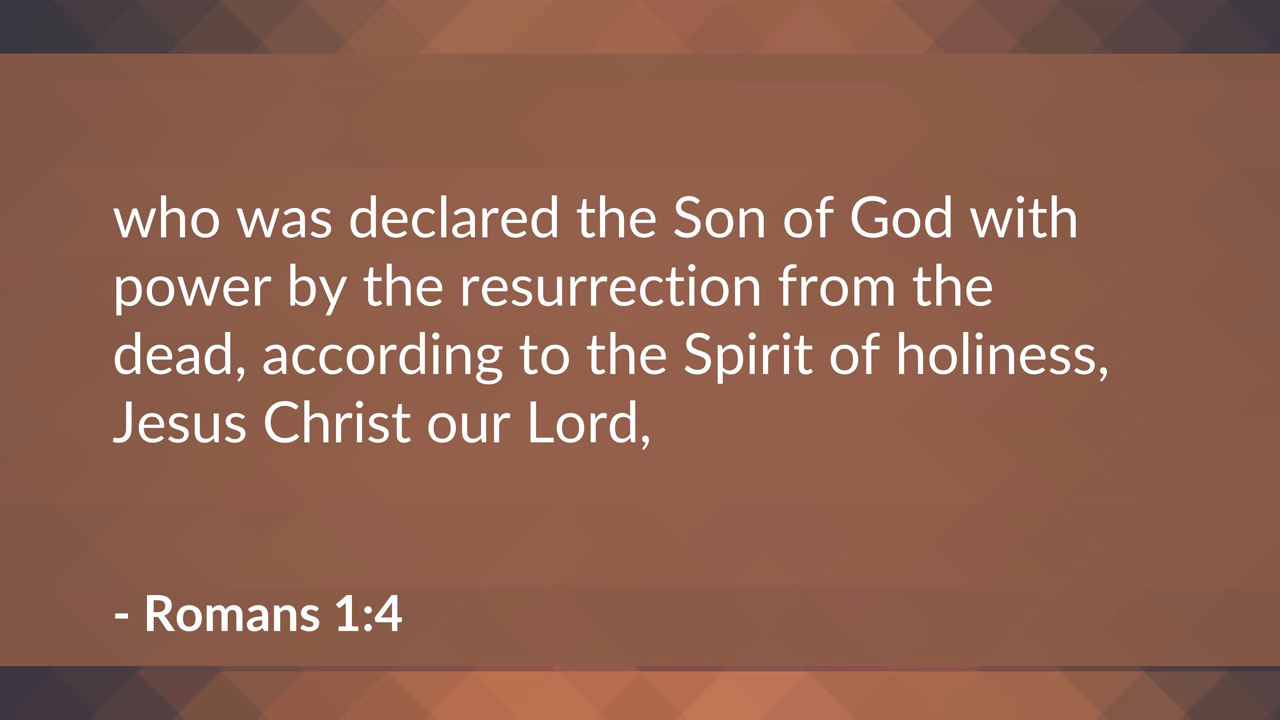 who was declared the Son of God with
power by the resurrection from the
dead, according to the Spirit of holiness,
Jesus Christ our Lord,
- Romans 1:4